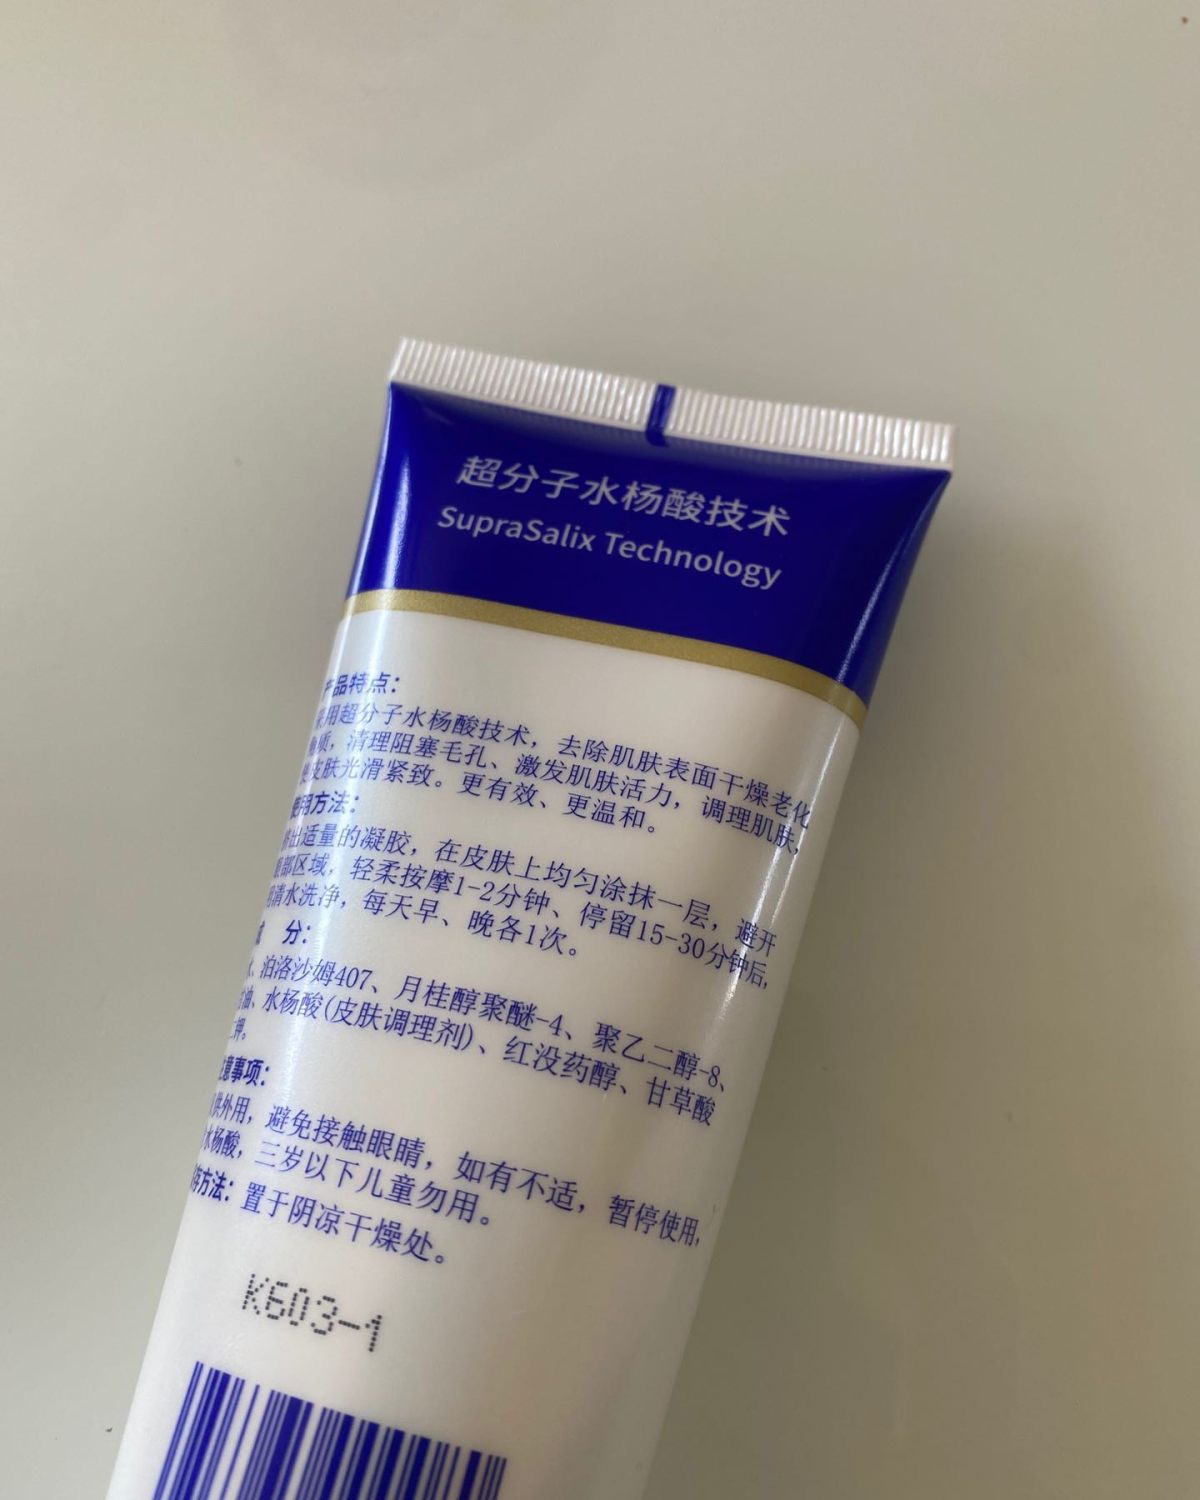 超分子水杨酸技术
SupraSalix Technology
产品特点：
采用超分子水杨酸技术，去除肌肤表面干燥老化
角质，清理阻塞毛孔、激发肌肤活力，调理肌肤，
使皮肤光滑紧致。更有效、更温和。
使用方法：
挤出适量的凝胶，在皮肤上均匀涂抹一层，避开
眼部区域，轻柔按摩1-2分钟、停留15-30分钟后，
用清水洗净，每天早、晚各1次。
成 分：
水、泊洛沙姆407、月桂醇聚醚-4、聚乙二醇-8、
甘油、水杨酸(皮肤调理剂)、红没药醇、甘草酸
二钾。
注意事项：
仅供外用，避免接触眼睛，如有不适，暂停使用，
水杨酸，三岁以下儿童勿用。
方法：置于阴凉干燥处。
K603-1